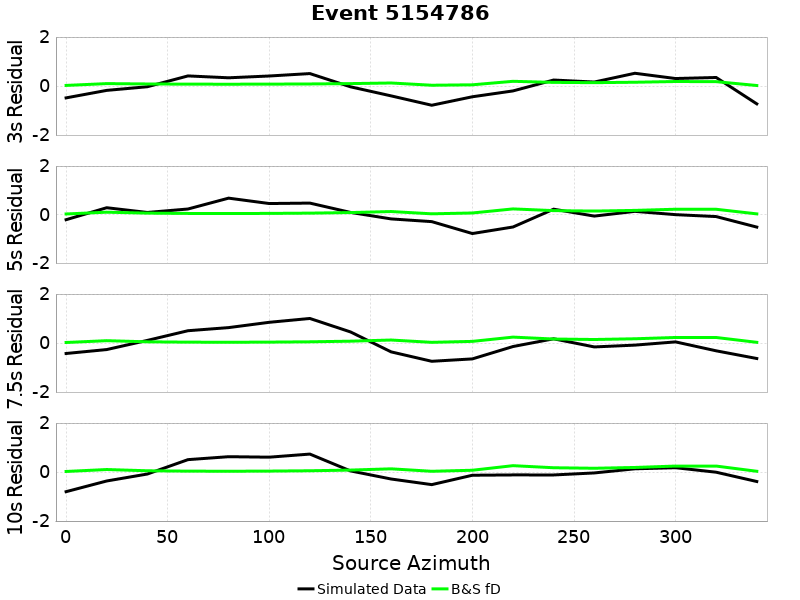 Event 5154786
3s Residual
2
0
-2
5s Residual
2
0
-2
7.5s Residual
2
0
-2
10s Residual
2
0
-2
0 50 100 150 200 250 300
Source Azimuth
Simulated Data B&S fD